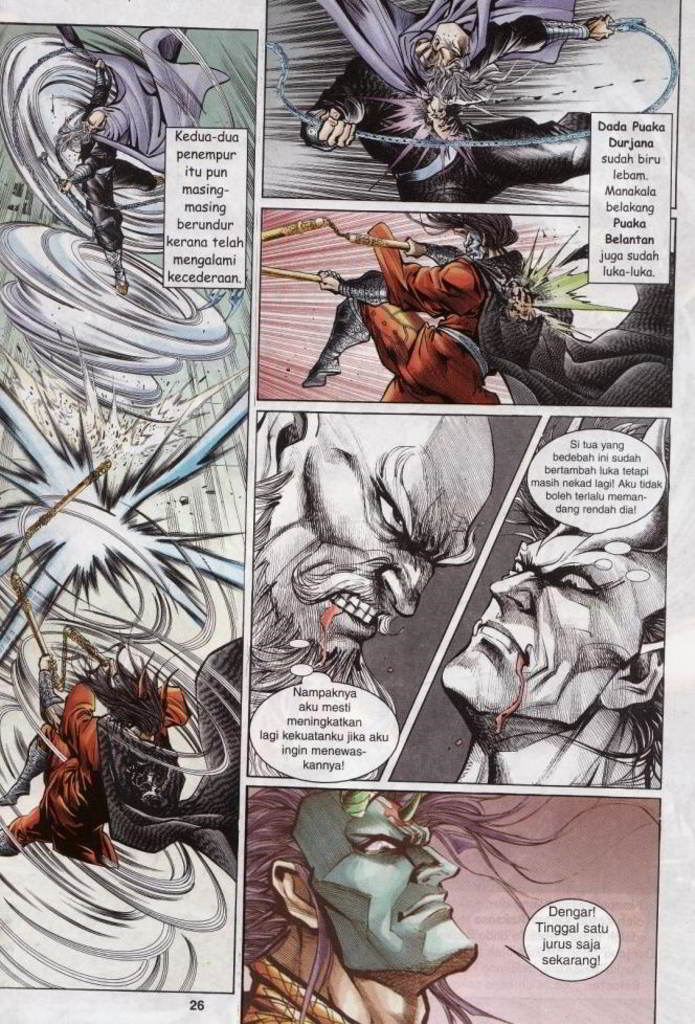 Kedua-dua
penempur
itu pun
masing-
masing
berundur
kerana telah
mengalami
kecederaan.
Dada Puaka
Durjana
sudah biru
lebam.
Manakala
belakang
Puaka
Belantan
juga sudah
luka-luka.
Nampaknya
aku mesti
meningkatkan
lagi kekuatanku jika aku
ingin menewas-
kannya!
Si tua yang
bedebah ini sudah
bertambah luka tetapi
masih nekad lagi! Aku tidak
boleh terlalu meman-
dang rendah dia!
Dengar!
Tinggal satu
jurus saja
sekarang!
26